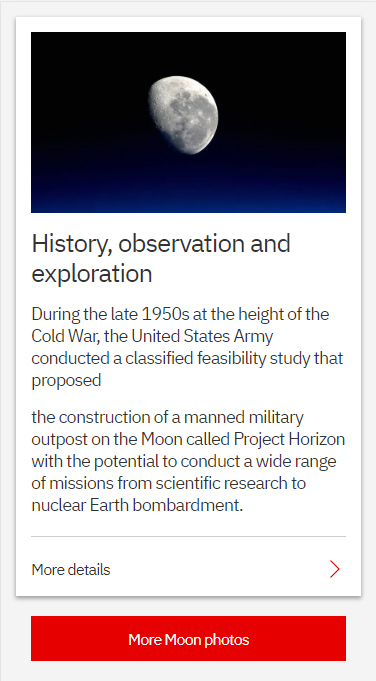 History, observation and
exploration
During the late 1950s at the height of the
Cold War, the United States Army
conducted a classified feasibility study that
proposed
the construction of a manned military
outpost on the Moon called Project Horizon
with the potential to conduct a wide range
of missions from scientific research to
nuclear Earth bombardment.
More details
More Moon photos